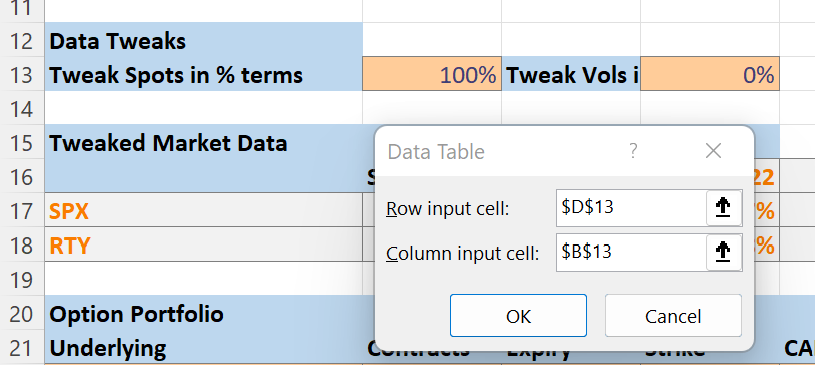 11
12 Data Tweaks
13 Tweak Spots in % terms 100% Tweak Vols i 0%
14
15 Tweaked Market Data
Data Table ? ×
16 S 22
Row input cell: $D$13
17 SPX %
18 RTY %
Column input cell: $B$13
19
20 Option Portfolio
OK Cancel
21 Underlying Contracts Expiry Strike CA